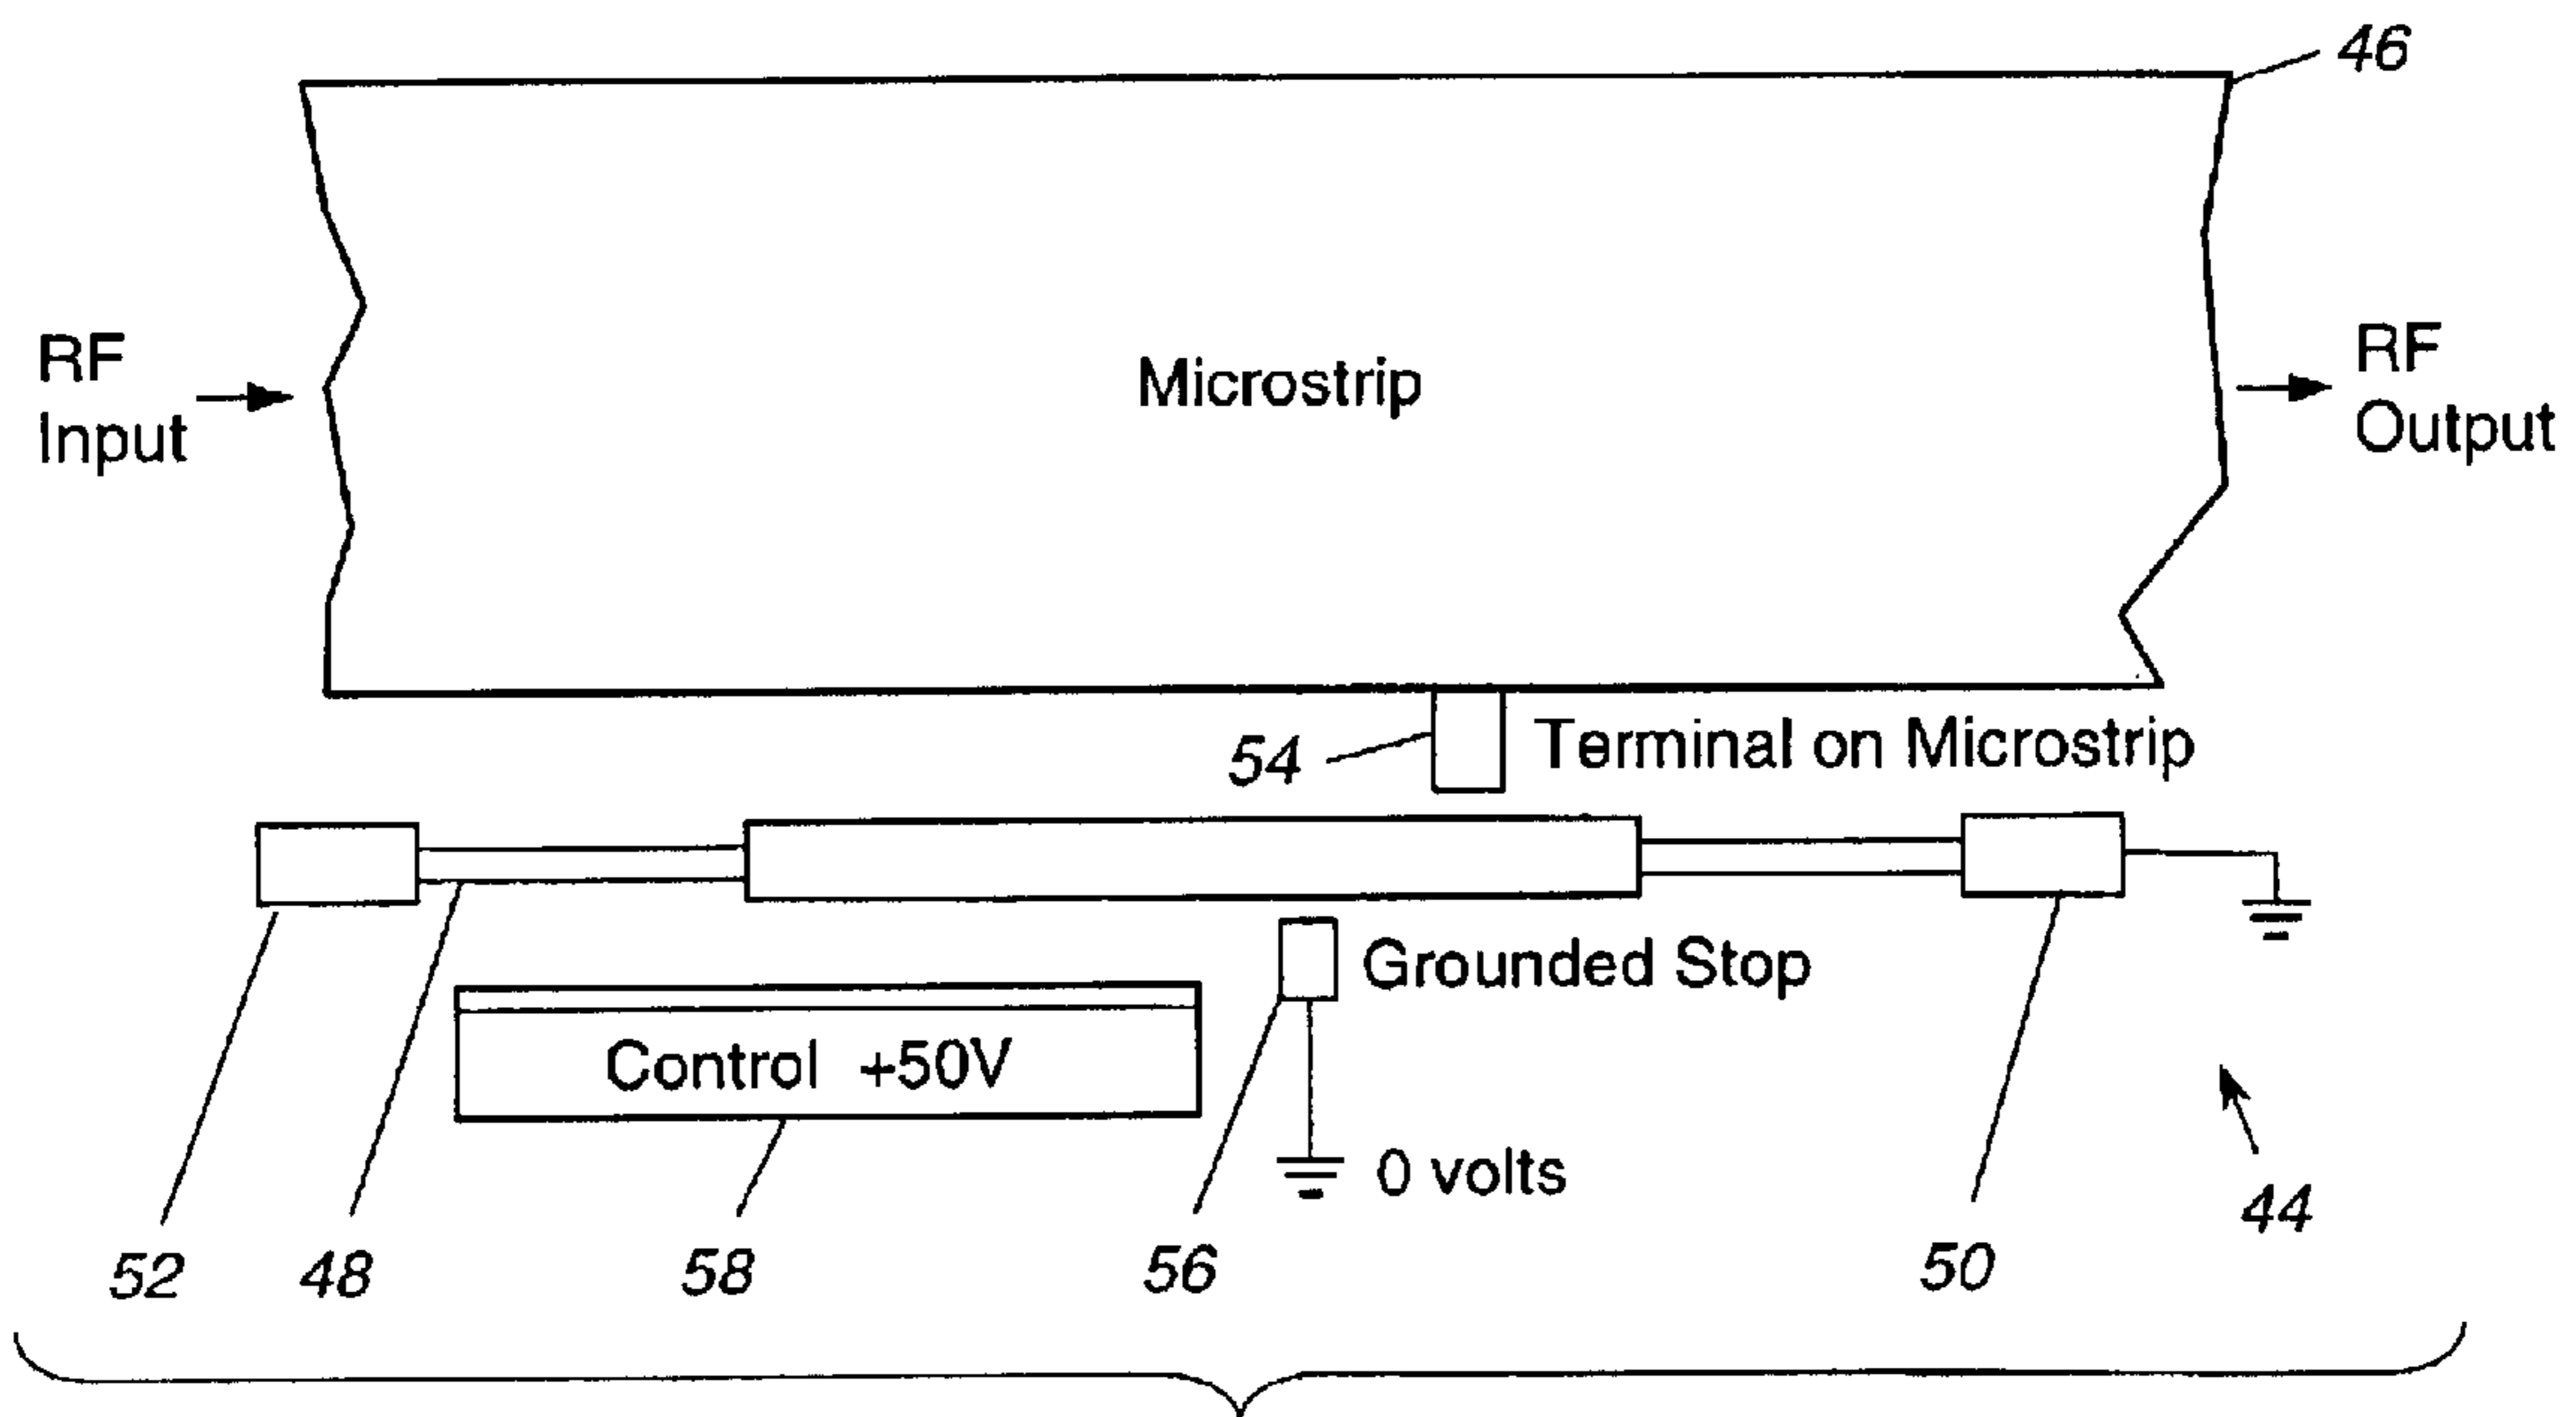 46
RF
Input
Microstrip
RF
Output
54
Terminal on Microstrip
Grounded Stop
Control +50V
0 volts
44
52
48
58
56
50